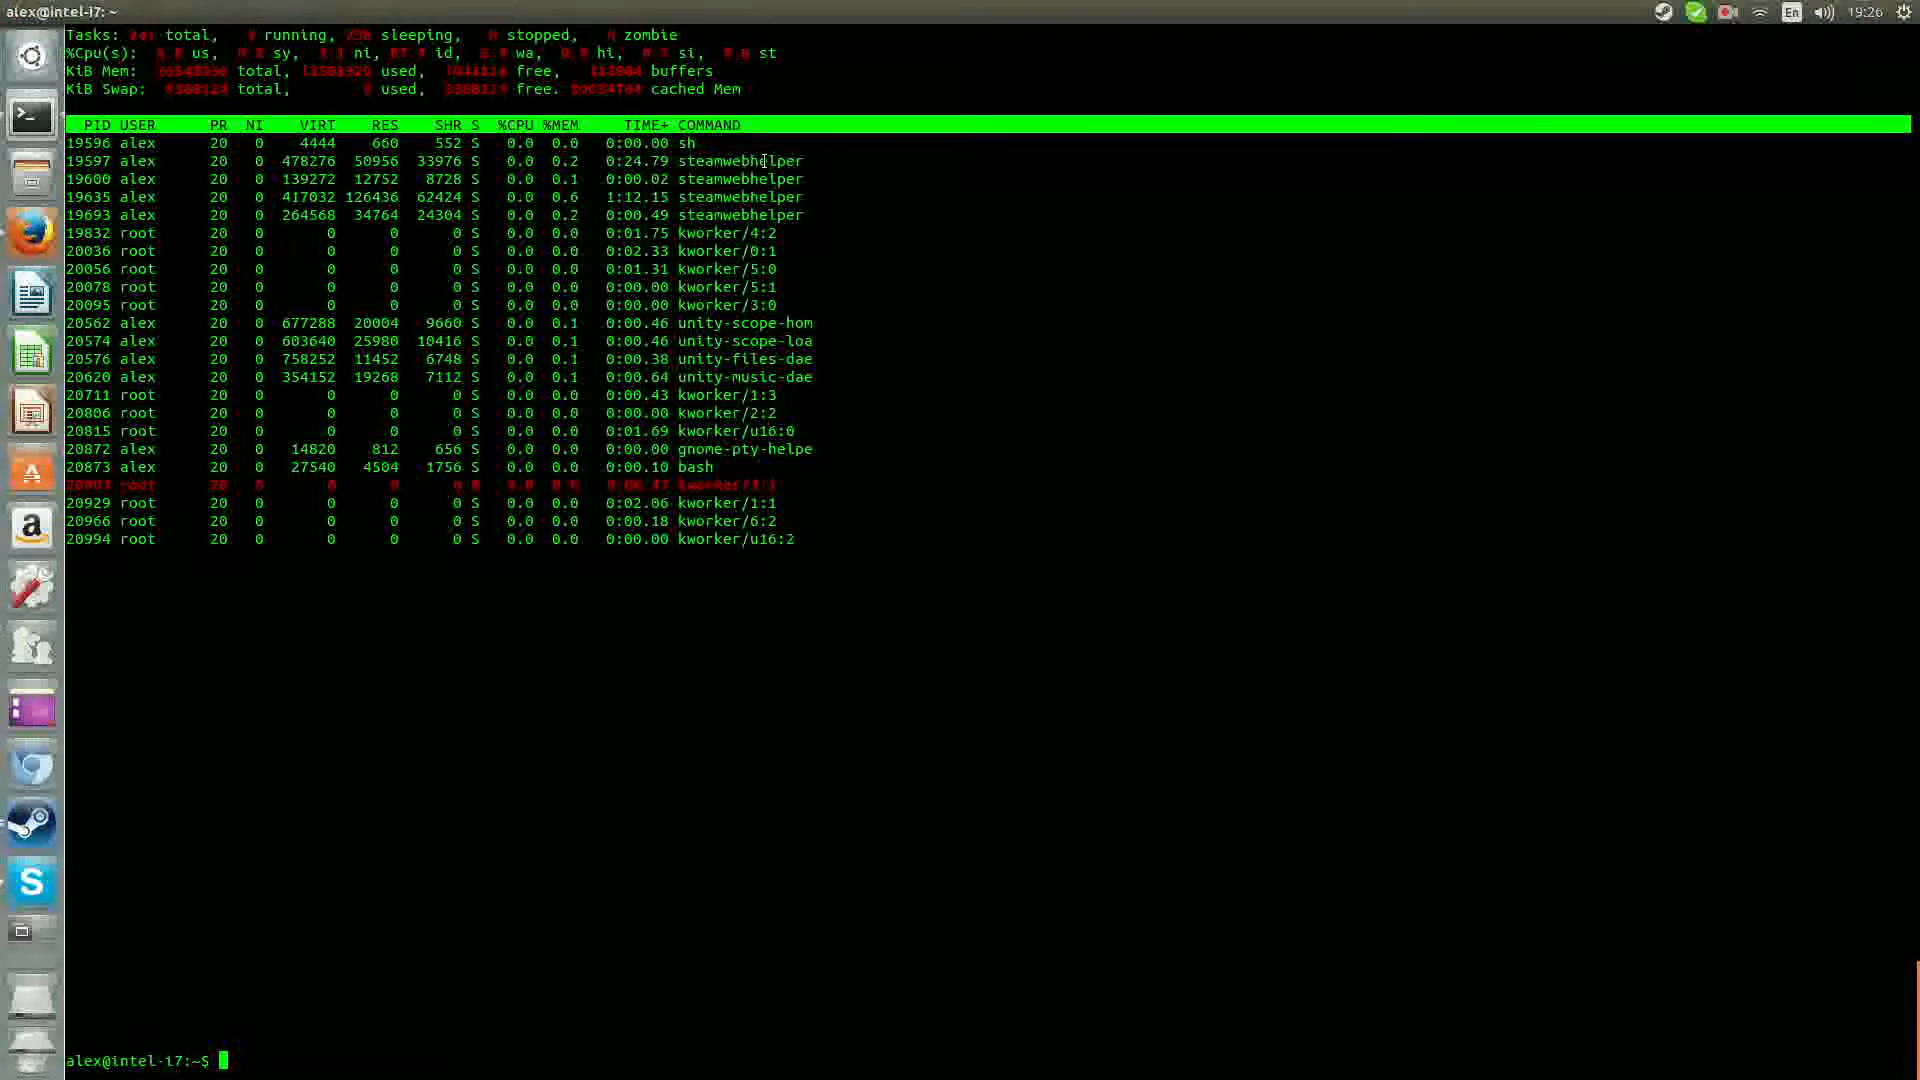 alex@intel-i7: ~
En 19:26
Tasks: total, running, sleeping, stopped, zombie
%Cpu(s): us, sy, ni, id, wa, hi, si, st
KiB Mem: total, used, free, buffers
KiB Swap: total, used, free. cached Mem
PID USER PR NI VIRT RES SHR S %CPU %MEM TIME+ COMMAND
19596 alex 20 0 4444 660 552 S 0.0 0.0 0:00.00 sh
19597 alex 20 0 478276 50956 33976 S 0.0 0.2 0:24.79 steamwebhelper
19600 alex 20 0 139272 12752 8728 S 0.0 0.1 0:00.02 steamwebhelper
19635 alex 20 0 417032 126436 62424 S 0.0 0.6 1:12.15 steamwebhelper
19693 alex 20 0 264568 34764 24304 S 0.0 0.2 0:00.49 steamwebhelper
19832 root 20 0 0 0 0 S 0.0 0.0 0:01.75 kworker/4:2
20036 root 20 0 0 0 0 S 0.0 0.0 0:02.33 kworker/0:1
20056 root 20 0 0 0 0 S 0.0 0.0 0:01.31 kworker/5:0
20078 root 20 0 0 0 0 S 0.0 0.0 0:00.00 kworker/5:1
20095 root 20 0 0 0 0 S 0.0 0.0 0:00.00 kworker/3:0
20562 alex 20 0 677288 20004 9660 S 0.0 0.1 0:00.46 unity-scope-hom
20574 alex 20 0 603640 25980 10416 S 0.0 0.1 0:00.46 unity-scope-loa
20576 alex 20 0 758252 11452 6748 S 0.0 0.1 0:00.38 unity-files-dae
20620 alex 20 0 354152 19268 7112 S 0.0 0.1 0:00.64 unity-music-dae
20711 root 20 0 0 0 0 S 0.0 0.0 0:00.43 kworker/1:3
20806 root 20 0 0 0 0 S 0.0 0.0 0:00.00 kworker/2:2
20815 root 20 0 0 0 0 S 0.0 0.0 0:01.69 kworker/u16:0
20872 alex 20 0 14820 812 656 S 0.0 0.0 0:00.00 gnome-pty-helpe
20873 alex 20 0 27540 4504 1756 S 0.0 0.0 0:00.10 bash
root 20 0 0 0 0
20929 root 20 0 0 0 0 S 0.0 0.0 0:02.06 kworker/1:1
20966 root 20 0 0 0 0 S 0.0 0.0 0:00.18 kworker/6:2
20994 root 20 0 0 0 0 S 0.0 0.0 0:00.00 kworker/u16:2
alex@intel-i7:~$